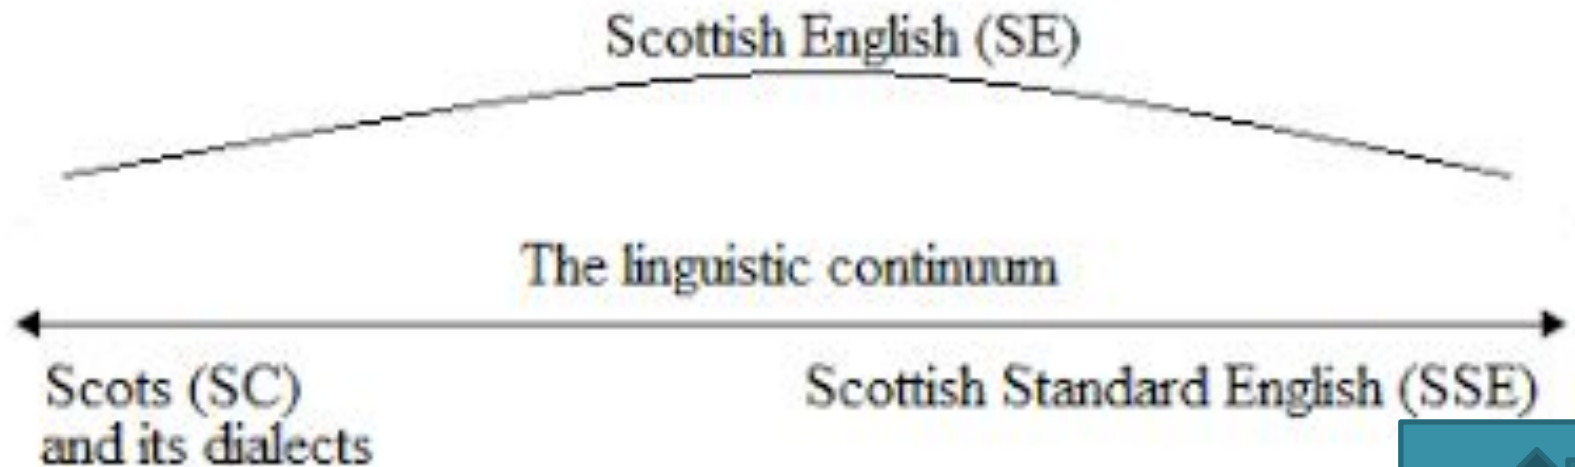 Scottish English (SE)
The linguistic continuum
Scots (SC)
and its dialects
Scottish Standard English (SSE)